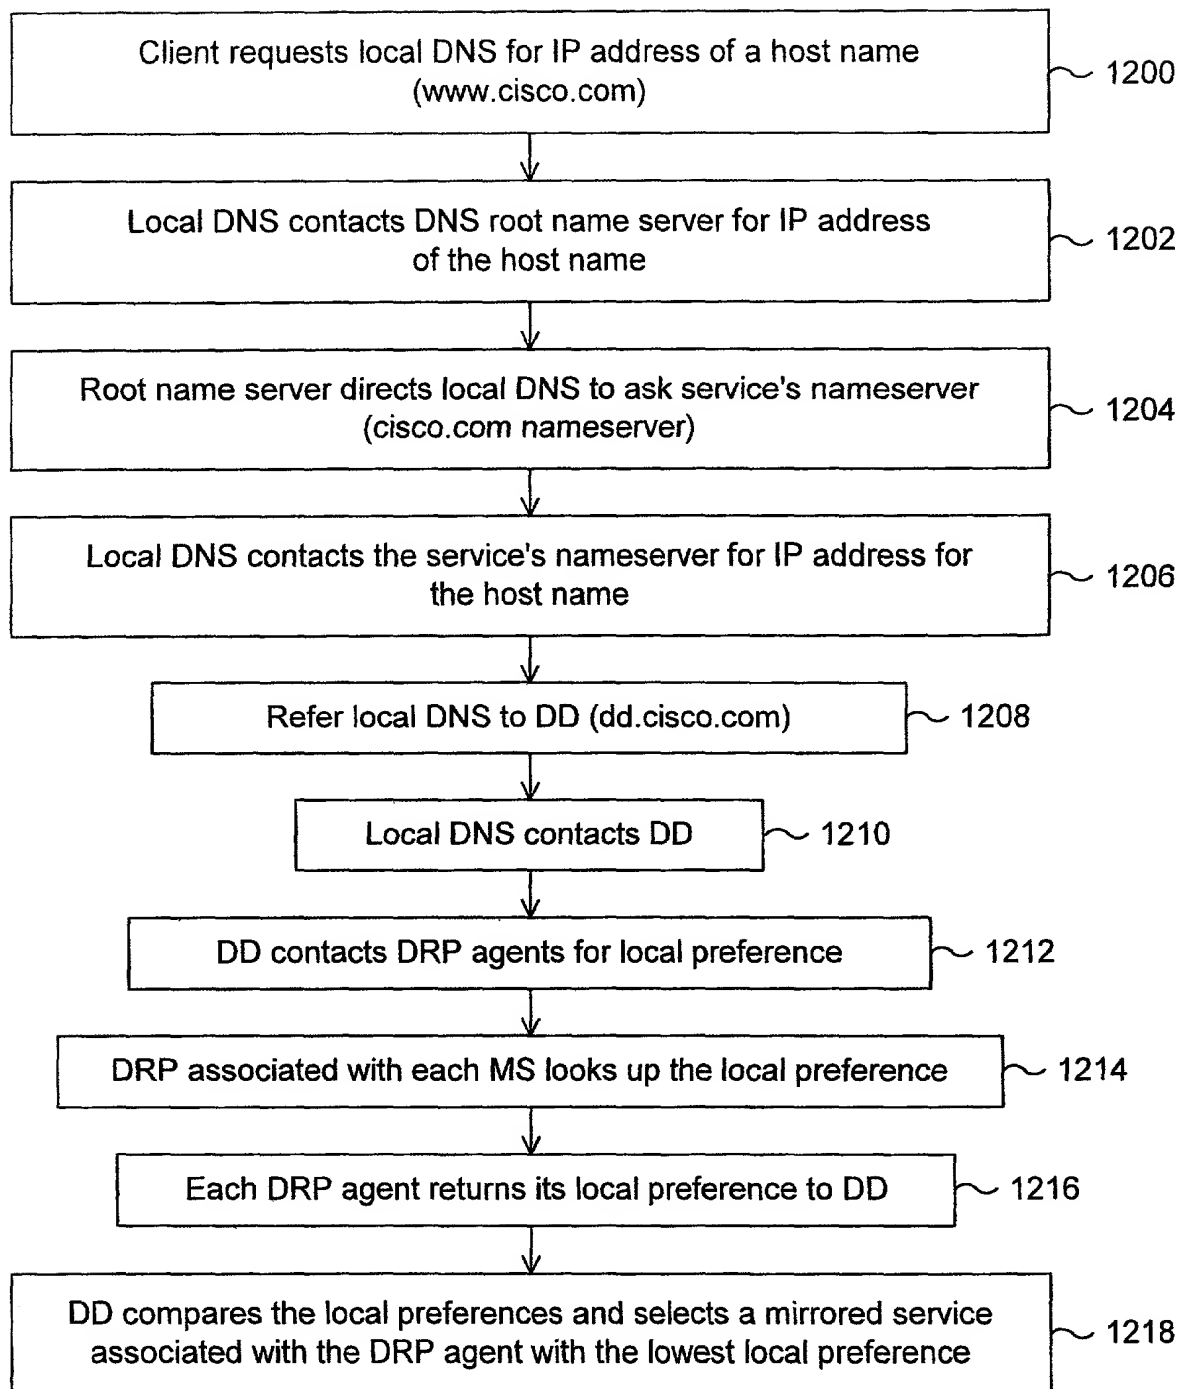 Client requests local DNS for IP address of a host name
(www.cisco.com)
1200
Local DNS contacts DNS root name server for IP address
of the host name
1202
Root name server directs local DNS to ask service's nameserver
(cisco.com nameserver)
1204
Local DNS contacts the service's nameserver for IP address for
the host name
1206
Refer local DNS to DD (dd.cisco.com)
1208
Local DNS contacts DD
1210
DD contacts DRP agents for local preference
1212
DRP associated with each MS looks up the local preference
1214
Each DRP agent returns its local preference to DD
1216
DD compares the local preferences and selects a mirrored service
associated with the DRP agent with the lowest local preference
1218